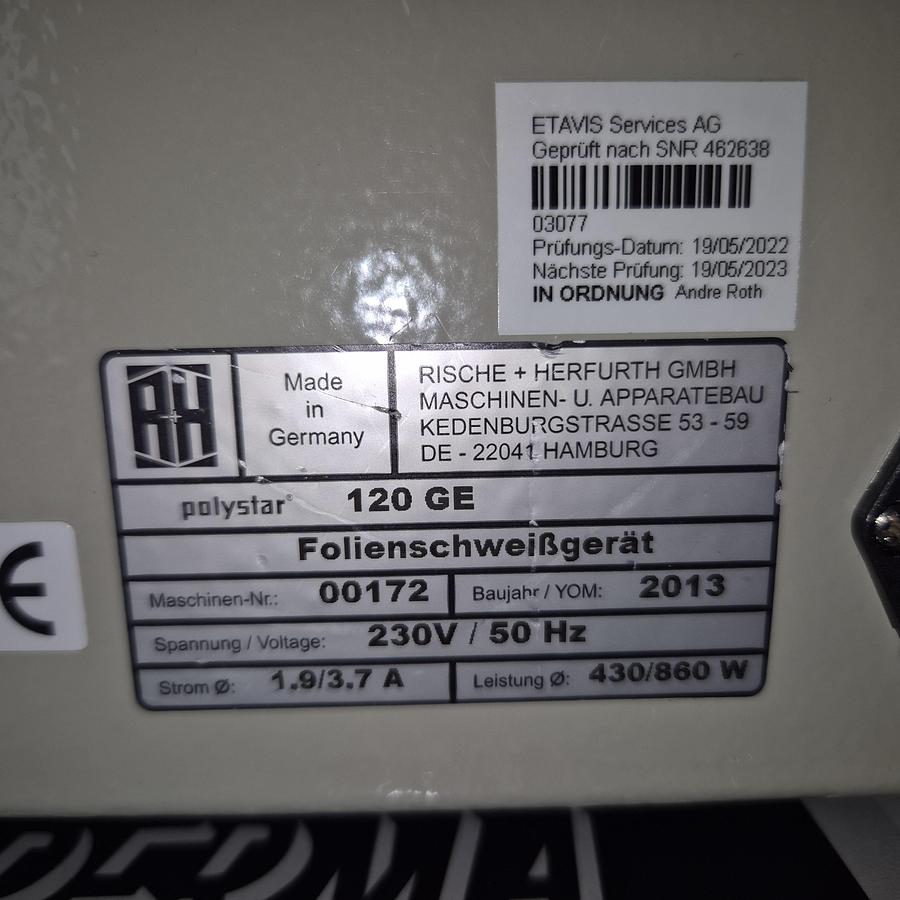 ETAVIS Services AG
Geprüft nach SNR 462638
03077
Prüfungs-Datum: 19/05/2022
Nächste Prüfung: 19/05/2023
IN ORDNUNG Andre Roth
R+H
Made
in
Germany
RISCHE + HERFURTH GMBH
MASCHINEN- U. APPARATEBAU
KEDENBURGSTRASSE 53 - 59
DE - 22041 HAMBURG
polystar® 120 GE
Folienschweißgerät
CE
Maschinen-Nr.: 00172
Baujahr / YOM: 2013
Spannung / Voltage: 230V / 50 Hz
Strom Ø: 1.9/3.7 A
Leistung Ø: 430/860 W